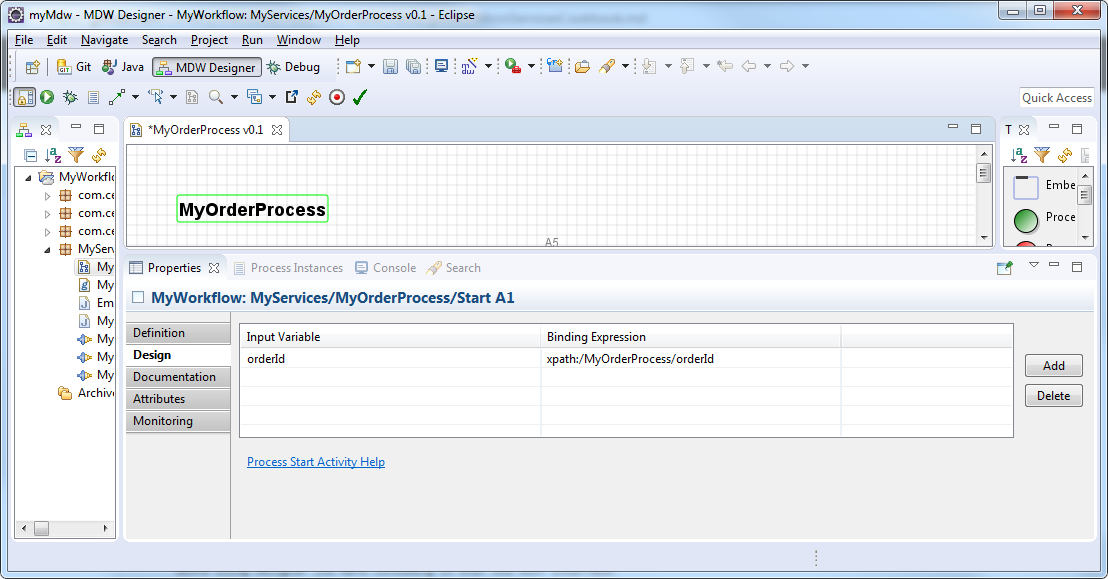 myMdw - MDW Designer - MyWorkflow: MyServices/MyOrderProcess v0.1 - Eclipse
File Edit Navigate Search Project Run Window Help
Git Java MDW Designer Debug
Quick Access
*MyOrderProcess v0.1
T
MyWorkfl
com.ce
com.ce
com.ce
MySer
My
My
Em
My
My
My
My
Archiv
MyOrderProcess
A5
Embe
Proce
Properties Process Instances Console Search
MyWorkflow: MyServices/MyOrderProcess/Start A1
Definition
Design
Documentation
Attributes
Monitoring
Input Variable Binding Expression
orderId xpath:/MyOrderProcess/orderId
Add
Delete
Process Start Activity Help